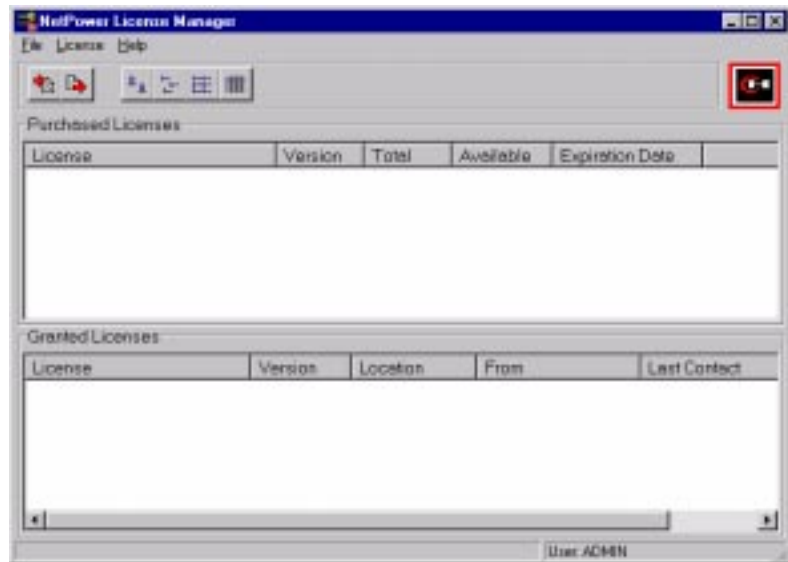 NetPower License Manager
File License Help
Purchased Licenses
License Version Total Available Expiration Date
Granted Licenses
License Version Location From Last Contact
User: ADMIN